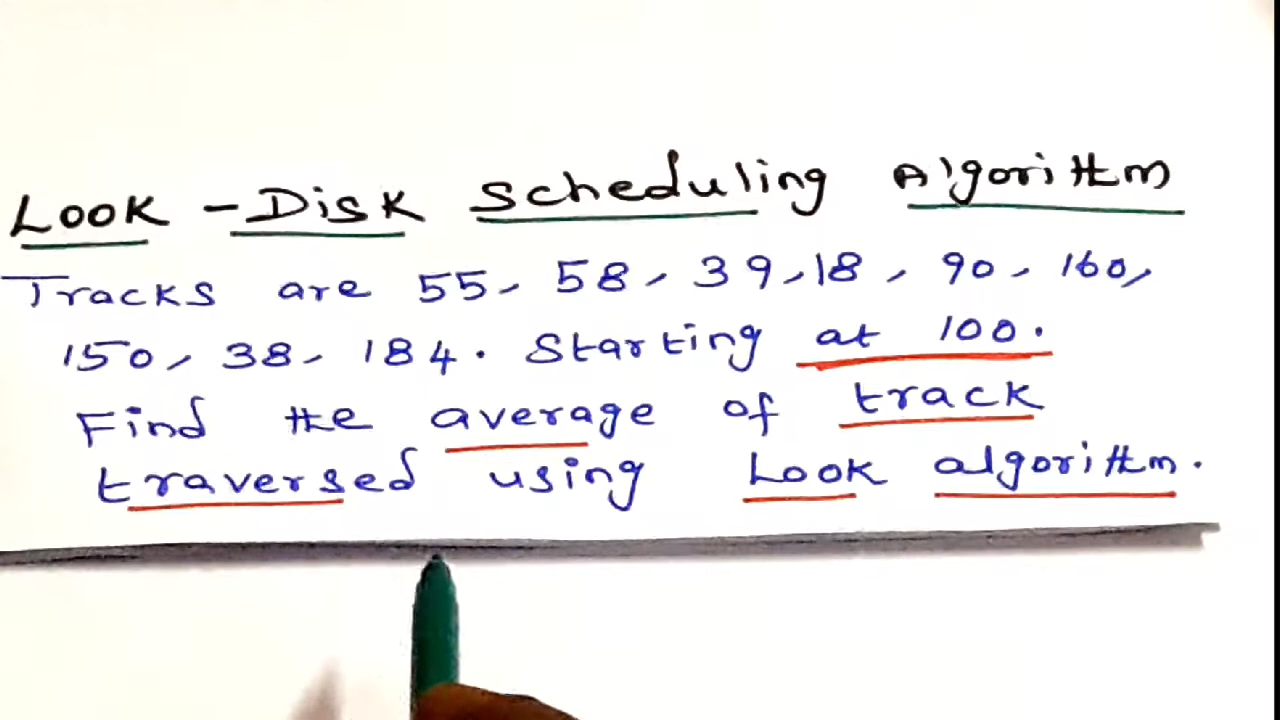 Look - Disk Scheduling Algorithm
Tracks are 55, 58, 39, 18, 90, 160,
150, 38, 184. Starting at 100.
Find the average of track
traversed using Look algorithm.